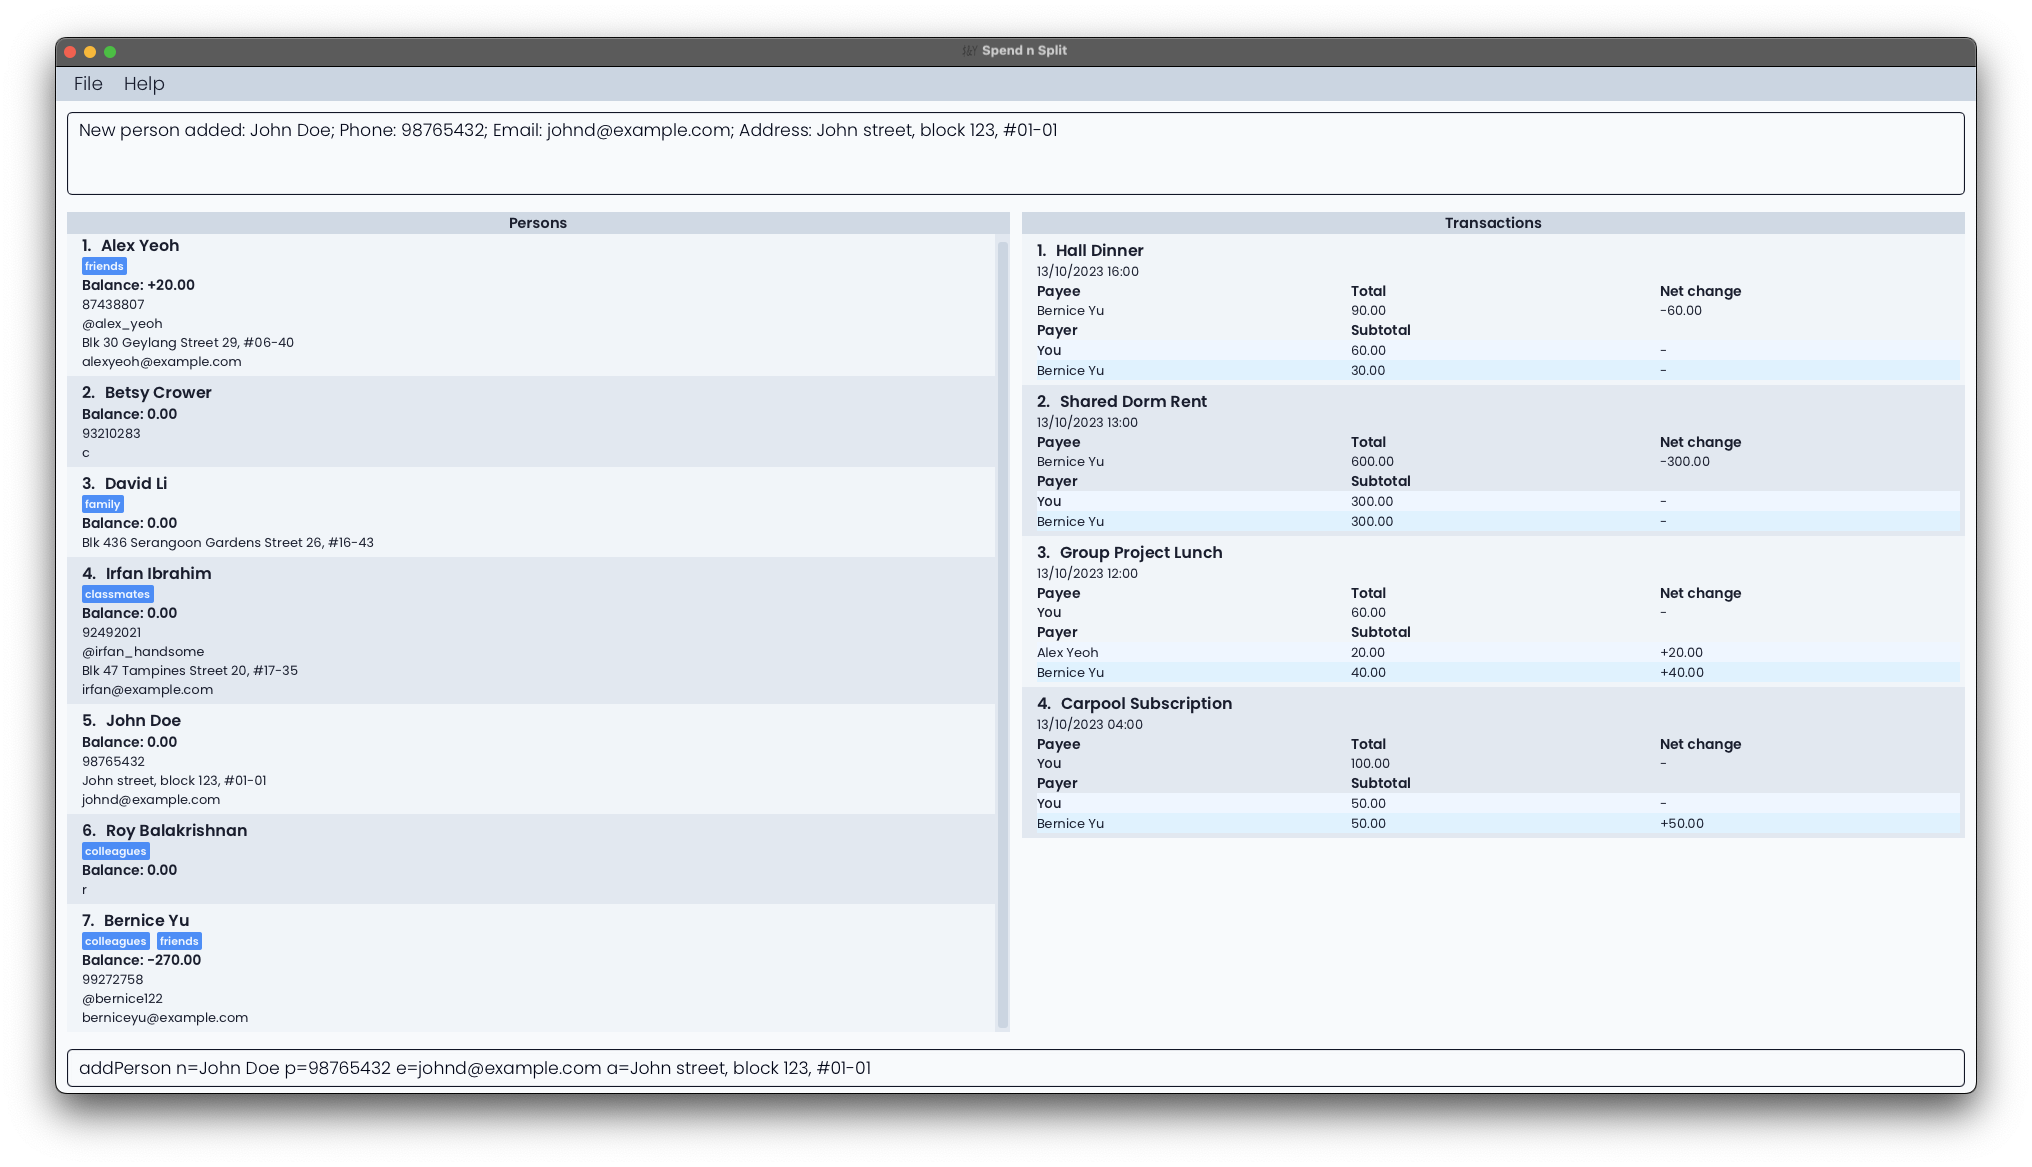 Spend n Split
File Help
New person added: John Doe; Phone: 98765432; Email: johnd@example.com; Address: John street, block 123, #01-01
Persons
1. Alex Yeoh
friends
Balance: +20.00
87438807
@alex_yeoh
Blk 30 Geylang Street 29, #06-40
alexyeoh@example.com
2. Betsy Crower
Balance: 0.00
93210283
c
3. David Li
family
Balance: 0.00
Blk 436 Serangoon Gardens Street 26, #16-43
4. Irfan Ibrahim
classmates
Balance: 0.00
92492021
@irfan_handsome
Blk 47 Tampines Street 20, #17-35
irfan@example.com
5. John Doe
Balance: 0.00
98765432
John street, block 123, #01-01
johnd@example.com
6. Roy Balakrishnan
colleagues
Balance: 0.00
r
7. Bernice Yu
colleagues friends
Balance: -270.00
99272758
@bernice122
berniceyu@example.com
Transactions
1. Hall Dinner
13/10/2023 16:00
Payee Total Net change
Bernice Yu 90.00 -60.00
Payer Subtotal
You 60.00 -
Bernice Yu 30.00 -
2. Shared Dorm Rent
13/10/2023 13:00
Payee Total Net change
Bernice Yu 600.00 -300.00
Payer Subtotal
You 300.00 -
Bernice Yu 300.00 -
3. Group Project Lunch
13/10/2023 12:00
Payee Total Net change
You 60.00 -
Payer Subtotal
Alex Yeoh 20.00 +20.00
Bernice Yu 40.00 +40.00
4. Carpool Subscription
13/10/2023 04:00
Payee Total Net change
You 100.00 -
Payer Subtotal
You 50.00 -
Bernice Yu 50.00 +50.00
addPerson n=John Doe p=98765432 e=johnd@example.com a=John street, block 123, #01-01